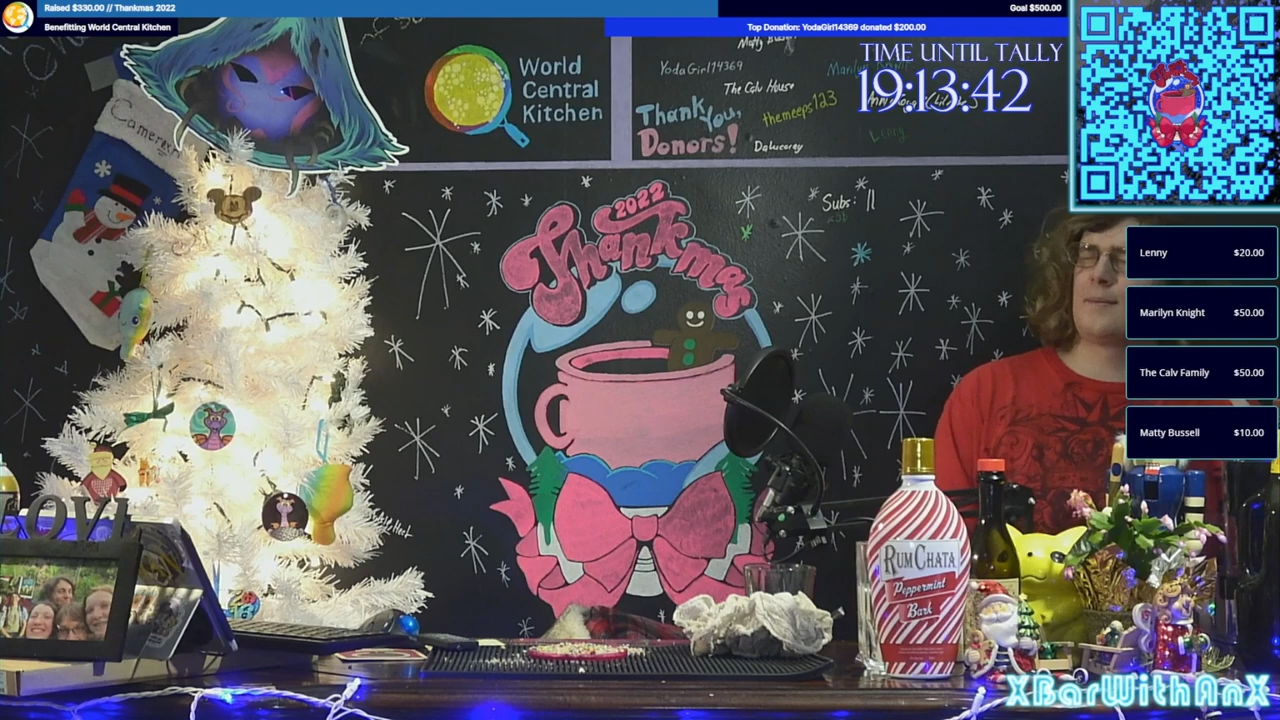 Raised $330.00 // Thankmas 2022
Goal $500.00
Benefitting World Central Kitchen
Top Donation: YodaGirl14369 donated $200.00
Matty
TIME UNTIL TALLY
19:13:42
World
Central
Kitchen
YodaGirl14369
The Calv House
Thank You,
Donors!
themeeps123
Lenny
Cameron
2022
Thankmas
Subs: 11
Lenny $20.00
Marilyn Knight $50.00
The Calv Family $50.00
Matty Bussell $10.00
RUMCHATA
Peppermint
Bark
XBarWithAnX